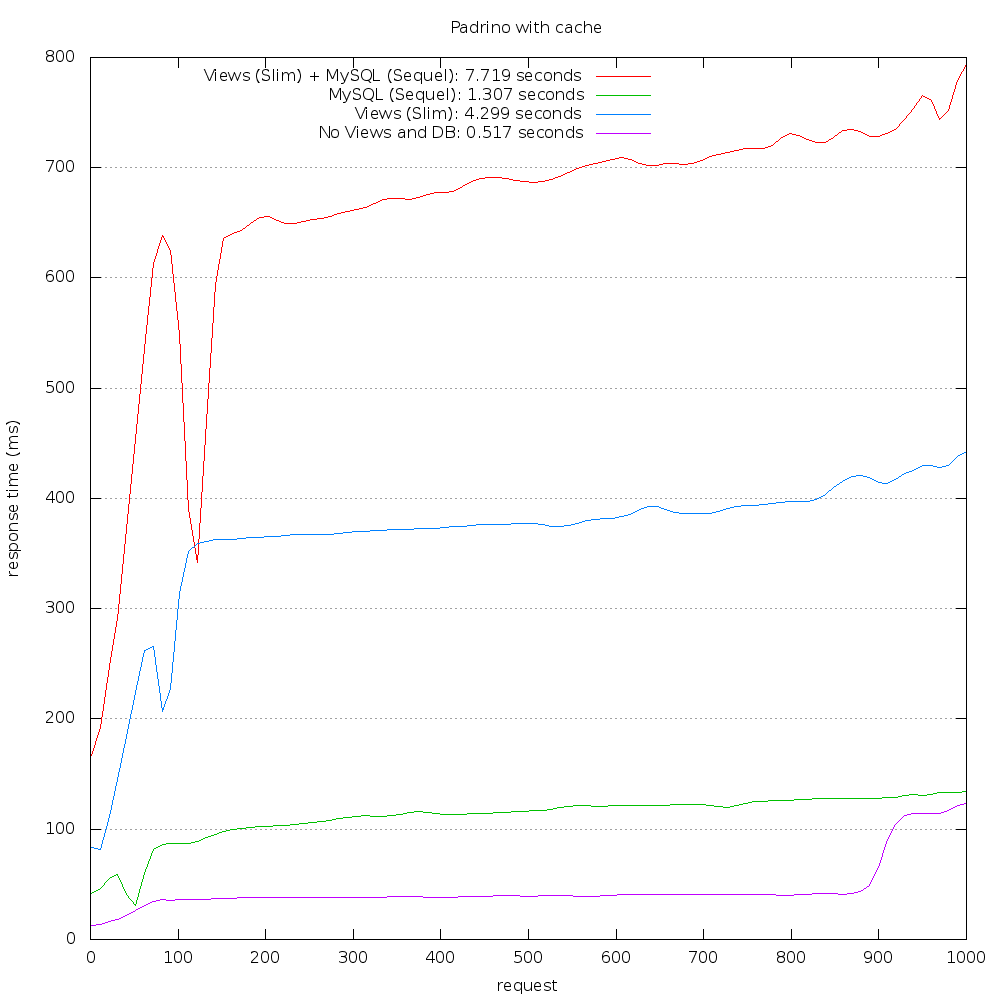 Padrino with cache
800
700
600
500
400
300
200
100
0
response time (ms)
Views (Slim) + MySQL (Sequel): 7.719 seconds
MySQL (Sequel): 1.307 seconds
Views (Slim): 4.299 seconds
No Views and DB: 0.517 seconds
0 100 200 300 400 500 600 700 800 900 1000
request